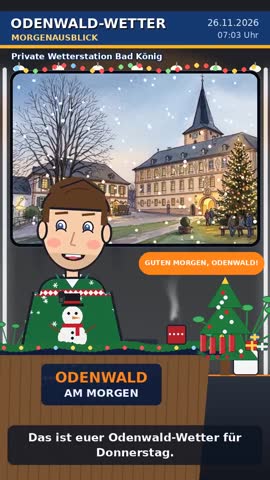 ODENWALD-WETTER
26.11.2026
MORGENAUSBLICK
07:03 Uhr
Private Wetterstation Bad König
GUTEN MORGEN, ODENWALD!
ODENWALD
AM MORGEN
Das ist euer Odenwald-Wetter für
Donnerstag.